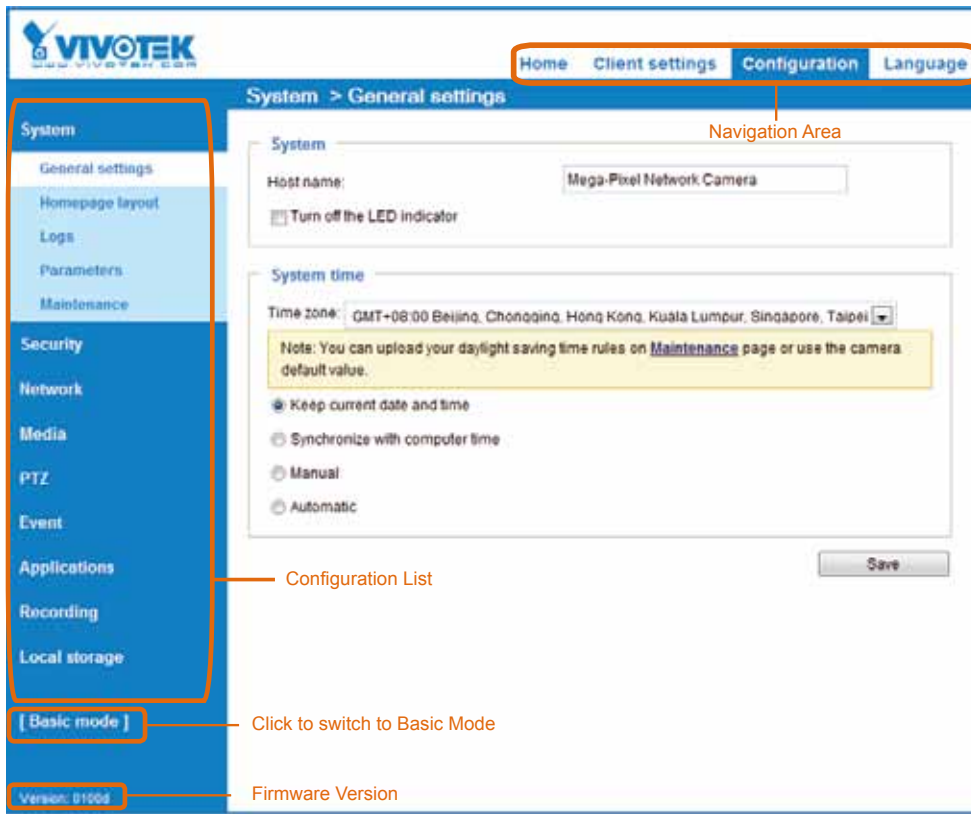 VIVOTEK
www.vivotek.com
Home Client settings Configuration Language
System > General settings
Navigation Area
System
General settings
Homepage layout
Logs
Parameters
Maintenance
Security
Network
Media
PTZ
Event
Applications
Recording
Local storage
[ Basic mode ]
Version: 0100d
System
Host name: Mega-Pixel Network Camera
Turn off the LED indicator
System time
Time zone: GMT+08:00 Beijing, Chongqing, Hong Kong, Kuala Lumpur, Singapore, Taipei
Note: You can upload your daylight saving time rules on Maintenance page or use the camera
default value.
Keep current date and time
Synchronize with computer time
Manual
Automatic
Save
Configuration List
Click to switch to Basic Mode
Firmware Version